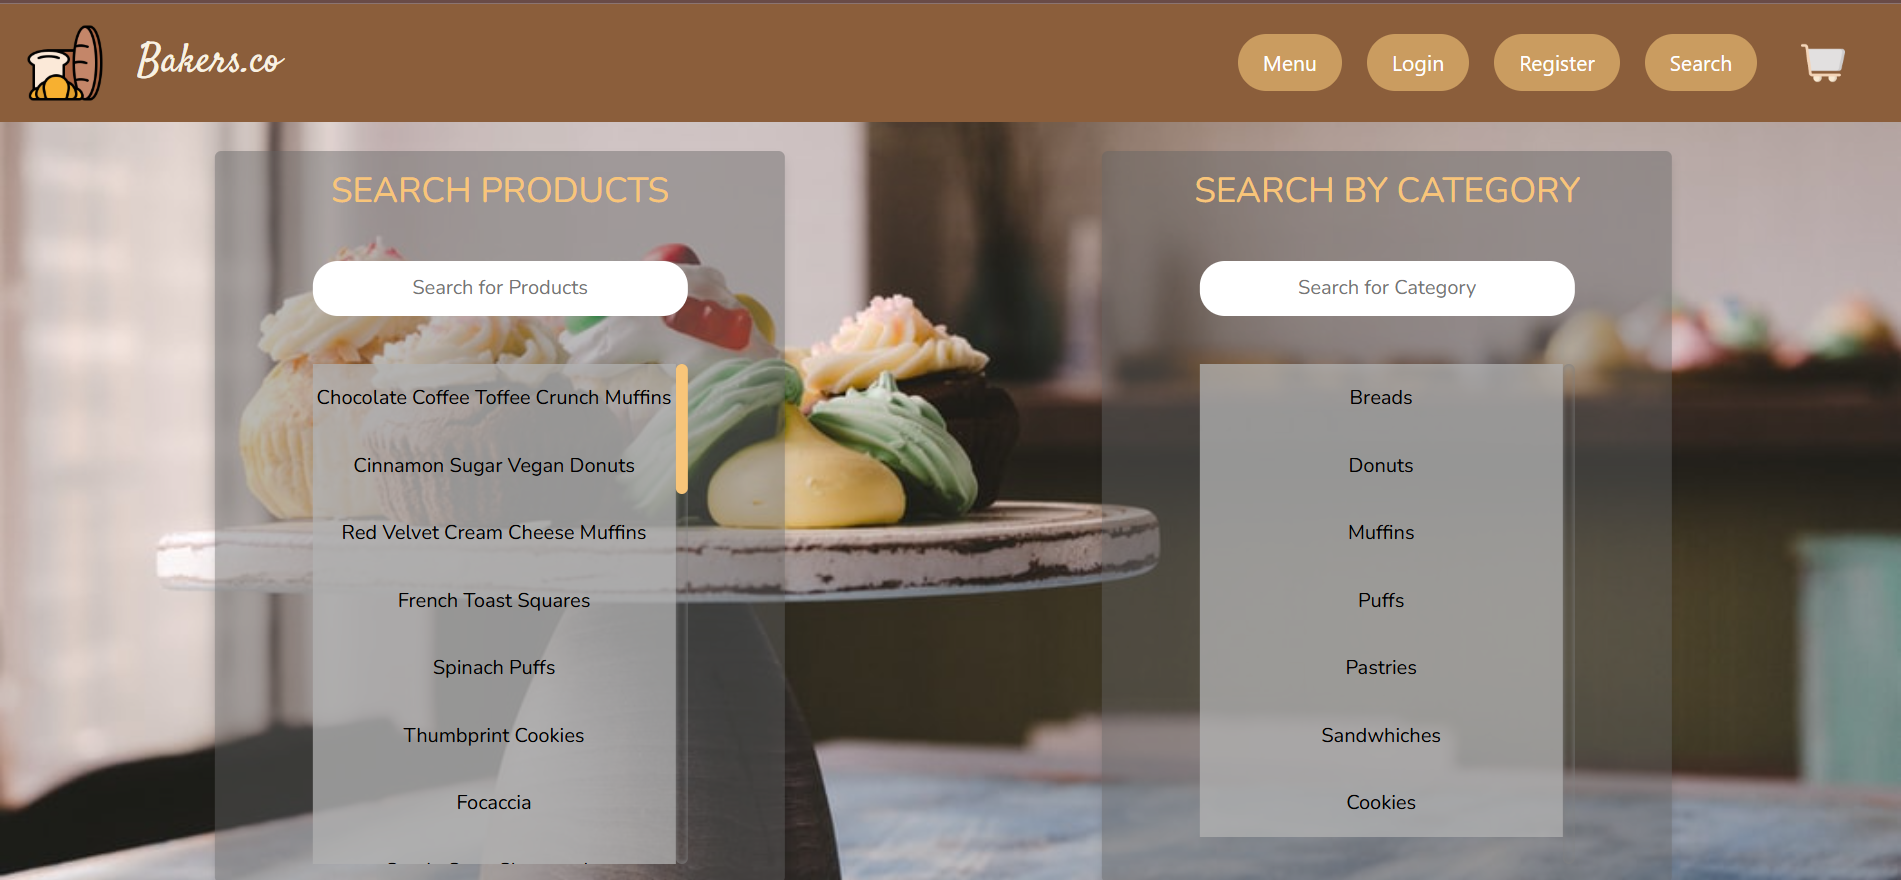 Bakers.co
Menu
Login
Register
Search
SEARCH PRODUCTS
Search for Products
Chocolate Coffee Toffee Crunch Muffins
Cinnamon Sugar Vegan Donuts
Red Velvet Cream Cheese Muffins
French Toast Squares
Spinach Puffs
Thumbprint Cookies
Focaccia
SEARCH BY CATEGORY
Search for Category
Breads
Donuts
Muffins
Puffs
Pastries
Sandwhiches
Cookies